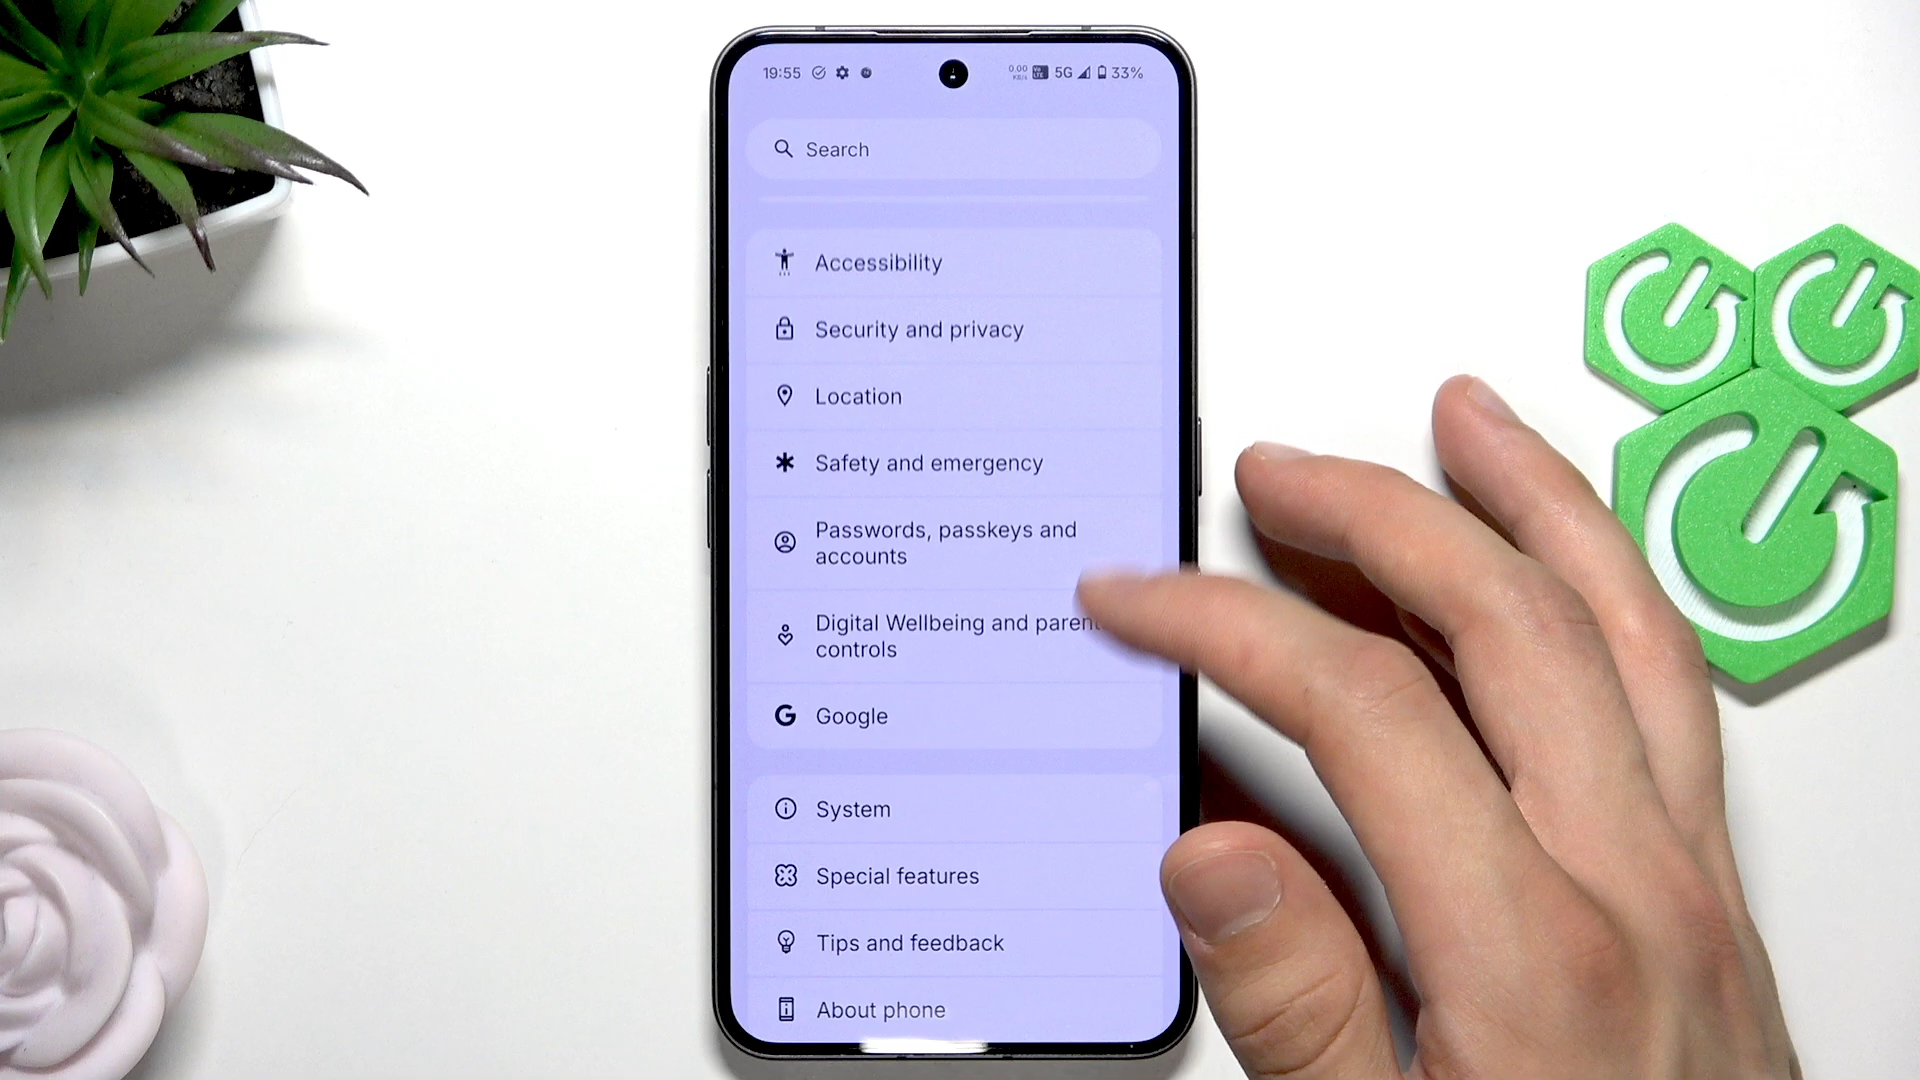 19:55 5G 33%
Search
Accessibility
Security and privacy
Location
Safety and emergency
Passwords, passkeys and
accounts
Digital Wellbeing and parent
controls
Google
System
Special features
Tips and feedback
About phone